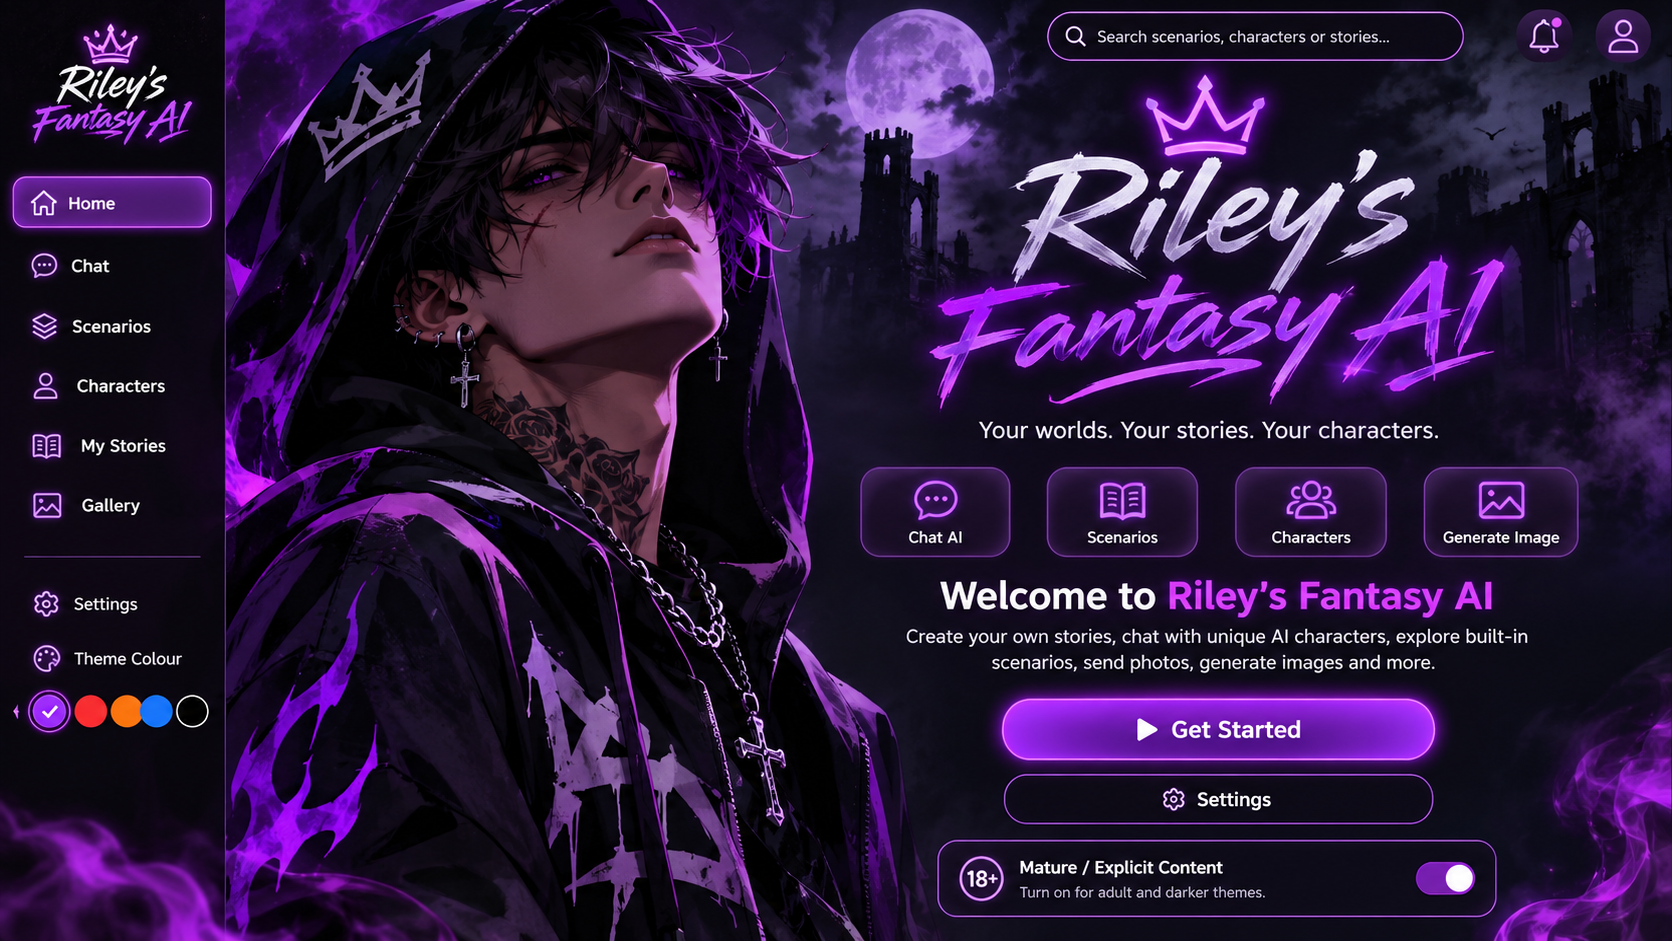 Riley's
Fantasy AI
Home
Chat
Scenarios
Characters
My Stories
Gallery
Settings
Theme Colour
Search scenarios, characters or stories...
Riley's
Fantasy AI
Your worlds. Your stories. Your characters.
Chat AI
Scenarios
Characters
Generate Image
Welcome to Riley's Fantasy AI
Create your own stories, chat with unique AI characters, explore built-in
scenarios, send photos, generate images and more.
Get Started
Settings
18+
Mature / Explicit Content
Turn on for adult and darker themes.